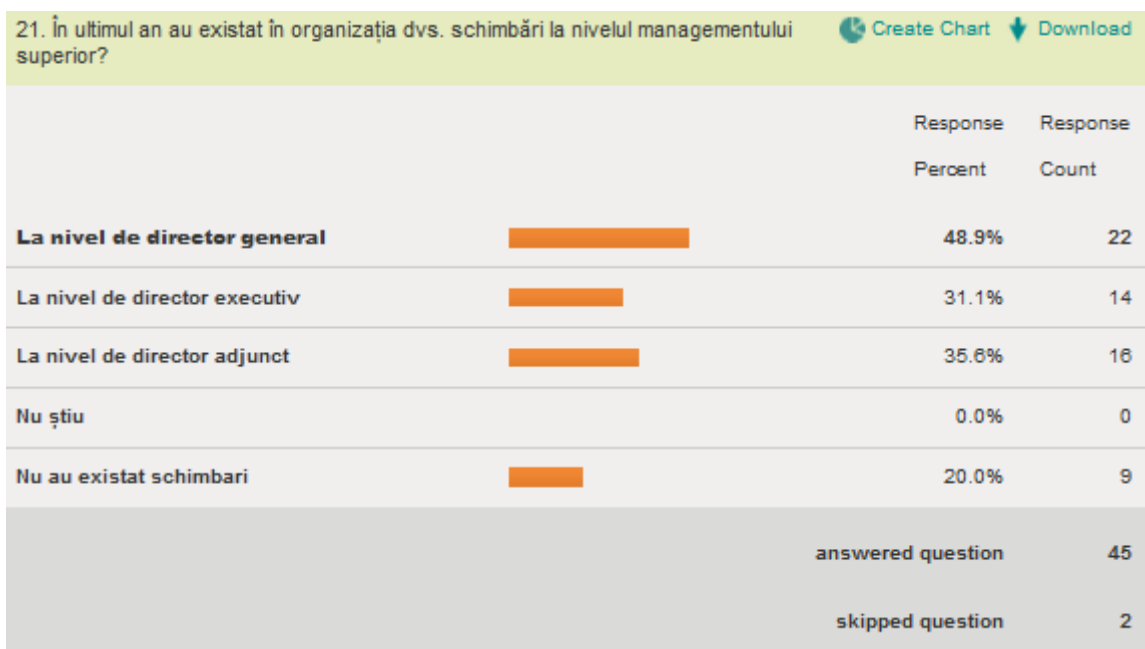 21. În ultimul an au existat în organizația dvs. schimbări la nivelul managementului
superior?
Create Chart Download
Response Response
Percent Count
La nivel de director general 48.9% 22
La nivel de director executiv 31.1% 14
La nivel de director adjunct 35.6% 16
Nu știu 0.0% 0
Nu au existat schimbari 20.0% 9
answered question 45
skipped question 2